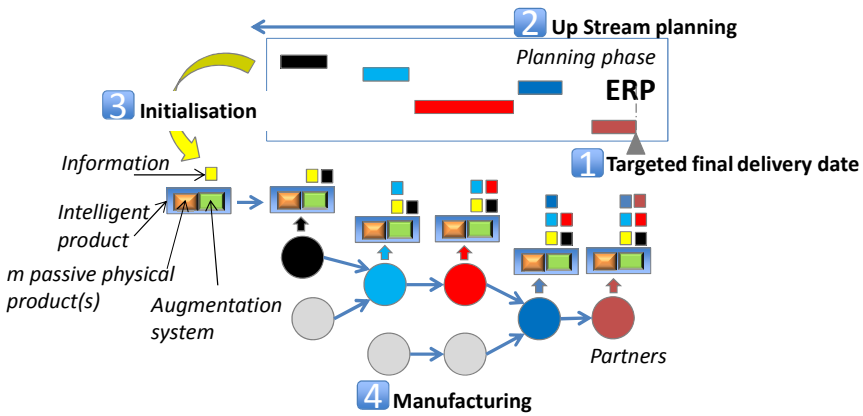 2 Up Stream planning
Planning phase
ERP
3 Initialisation
1 Targeted final delivery date
Information
Intelligent
product
m passive physical
product(s)
Augmentation
system
Partners
4 Manufacturing